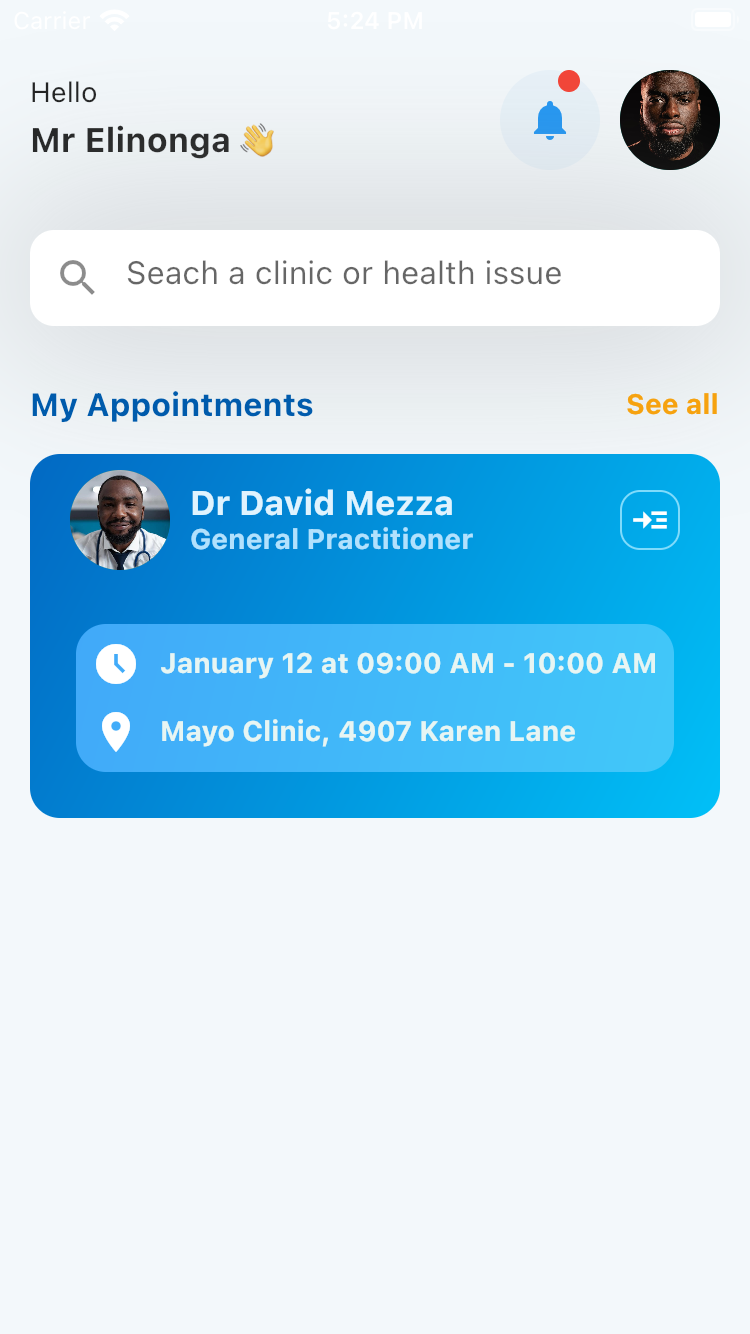 Carrier 5:24 PM
Hello
Mr Elinonga 👋
Seach a clinic or health issue
My Appointments See all
Dr David Mezza
General Practitioner
January 12 at 09:00 AM - 10:00 AM
Mayo Clinic, 4907 Karen Lane